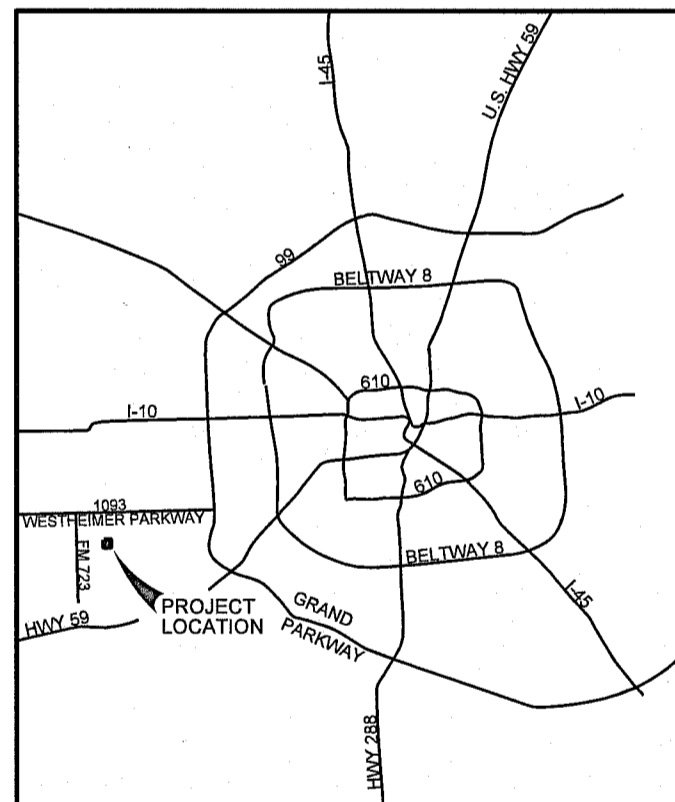 I-45
U.S. HWY 59
99
BELTWAY 8
610
I-10
I-10
610
1093
WESTHEIMER PARKWAY
FM 723
BELTWAY 8
I-45
PROJECT
LOCATION
GRAND
PARKWAY
HWY 59
HWY 288